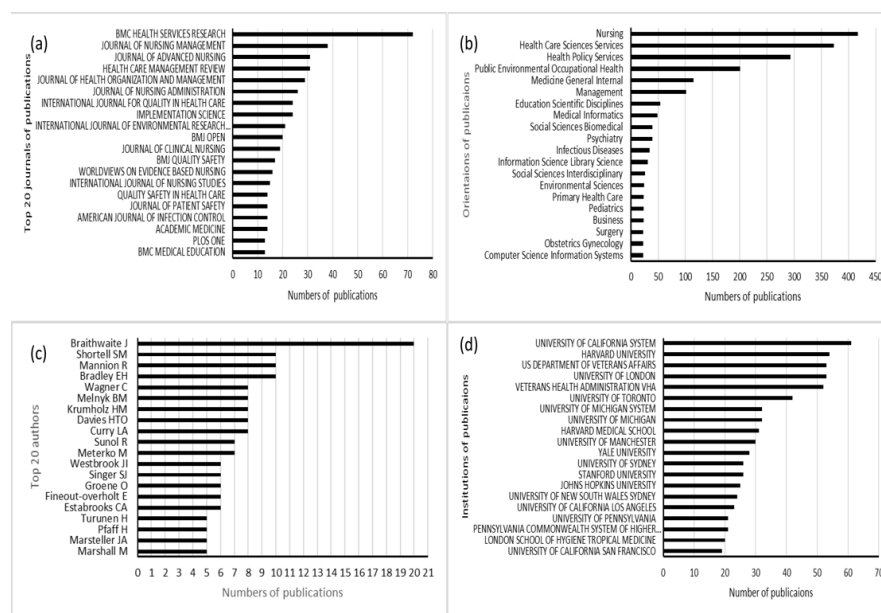 (a)
Top 20 journals of publications
BMC HEALTH SERVICES RESEARCH
JOURNAL OF NURSING MANAGEMENT
JOURNAL OF ADVANCED NURSING
HEALTH CARE MANAGEMENT REVIEW
JOURNAL OF HEALTH ORGANIZATION AND MANAGEMENT
JOURNAL OF NURSING ADMINISTRATION
INTERNATIONAL JOURNAL FOR QUALITY IN HEALTH CARE
IMPLEMENTATION SCIENCE
INTERNATIONAL JOURNAL OF ENVIRONMENTAL RESEARCH...
BMJ OPEN
JOURNAL OF CLINICAL NURSING
BMJ QUALITY SAFETY
WORLDVIEWS ON EVIDENCE BASED NURSING
INTERNATIONAL JOURNAL OF NURSING STUDIES
QUALITY SAFETY IN HEALTH CARE
JOURNAL OF PATIENT SAFETY
AMERICAN JOURNAL OF INFECTION CONTROL
ACADEMIC MEDICINE
PLOS ONE
BMC MEDICAL EDUCATION
0 10 20 30 40 50 60 70 80
Numbers of publications
(b)
Orientaions of publications
Nursing
Health Care Sciences Services
Health Policy Services
Public Environmental Occupational Health
Medicine General Internal
Management
Education Scientific Disciplines
Medical Informatics
Social Sciences Biomedical
Psychiatry
Infectious Diseases
Information Science Library Science
Social Sciences Interdisciplinary
Environmental Sciences
Primary Health Care
Pediatrics
Business
Surgery
Obstetrics Gynecology
Computer Science Information Systems
0 50 100 150 200 250 300 350 400 450
Numbers of publications
(c)
Top 20 authors
Braithwaite J
Shortell SM
Mannion R
Bradley EH
Wagner C
Melnyk BM
Krumholz HM
Davies HTO
Curry LA
Sunol R
Meterko M
Westbrook JI
Singer SJ
Groene O
Fineout-overholt E
Estabrooks CA
Turunen H
Pfaff H
Marsteller JA
Marshall M
0 1 2 3 4 5 6 7 8 9 10 11 12 13 14 15 16 17 18 19 20 21
Numbers of publications
(d)
Institutions of publicaions
UNIVERSITY OF CALIFORNIA SYSTEM
HARVARD UNIVERSITY
US DEPARTMENT OF VETERANS AFFAIRS
UNIVERSITY OF LONDON
VETERANS HEALTH ADMINISTRATION VHA
UNIVERSITY OF TORONTO
UNIVERSITY OF MICHIGAN SYSTEM
UNIVERSITY OF MICHIGAN
HARVARD MEDICAL SCHOOL
UNIVERSITY OF MANCHESTER
YALE UNIVERSITY
UNIVERSITY OF SYDNEY
STANFORD UNIVERSITY
JOHNS HOPKINS UNIVERSITY
UNIVERSITY OF NEW SOUTH WALES SYDNEY
UNIVERSITY OF CALIFORNIA LOS ANGELES
UNIVERSITY OF PENNSYLVANIA
PENNSYLVANIA COMMONWEALTH SYSTEM OF HIGHER...
LONDON SCHOOL OF HYGIENE TROPICAL MEDICINE
UNIVERSITY OF CALIFORNIA SAN FRANCISCO
0 10 20 30 40 50 60 70
Number of publicaions